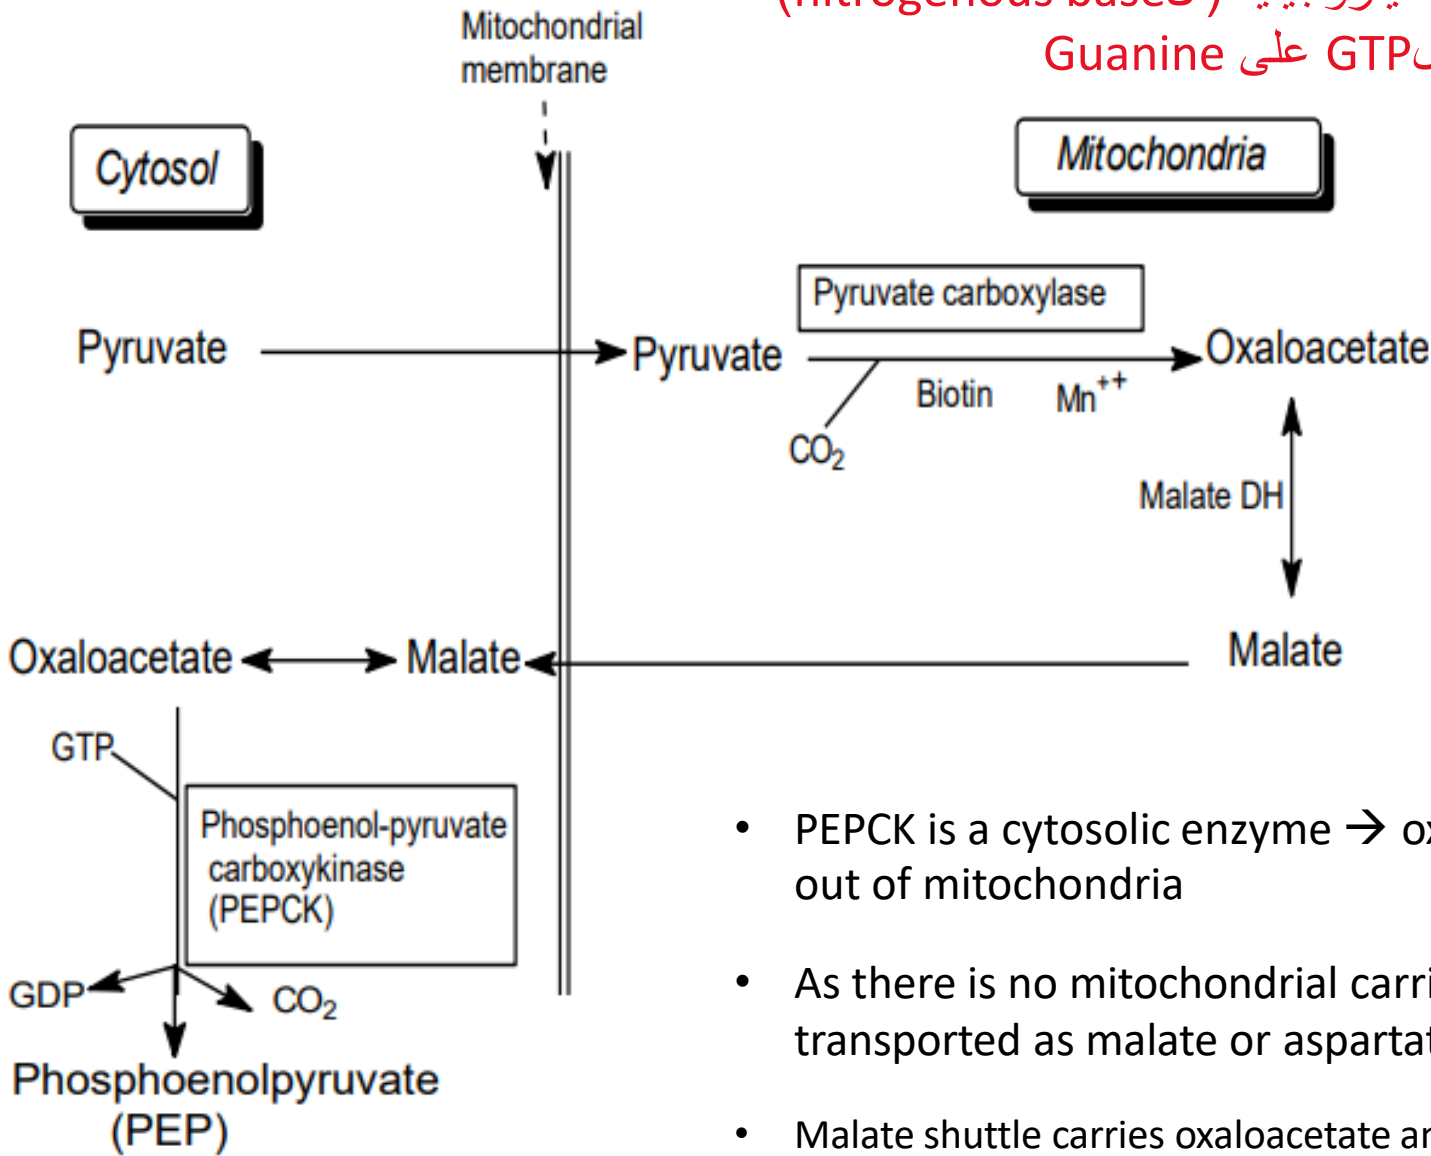 (nitrogenous base
Guanine على GTP
Mitochondrial
membrane
Cytosol
Mitochondria
Pyruvate carboxylase
Pyruvate
Pyruvate
Oxaloacetate
Biotin
Mn++
CO2
Malate DH
Oxaloacetate
Malate
Malate
GTP
Phosphoenol-pyruvate
carboxykinase
(PEPCK)
GDP
CO2
Phosphoenolpyruvate
(PEP)
• PEPCK is a cytosolic enzyme →
out of mitochondria
• As there is no mitochondrial
transported as malate or
• Malate shuttle carries oxaloacetate